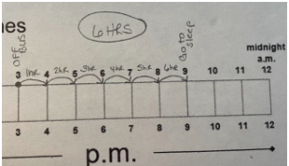 nes
6 HRS
off bus
Go to sleep
midnight
a.m.
1hr 2hr 3hr 4hr 5hr 6hr
3 4 5 6 7 8 9 10 11 12
3 4 5 6 7 8 9 10 11 12
p.m.